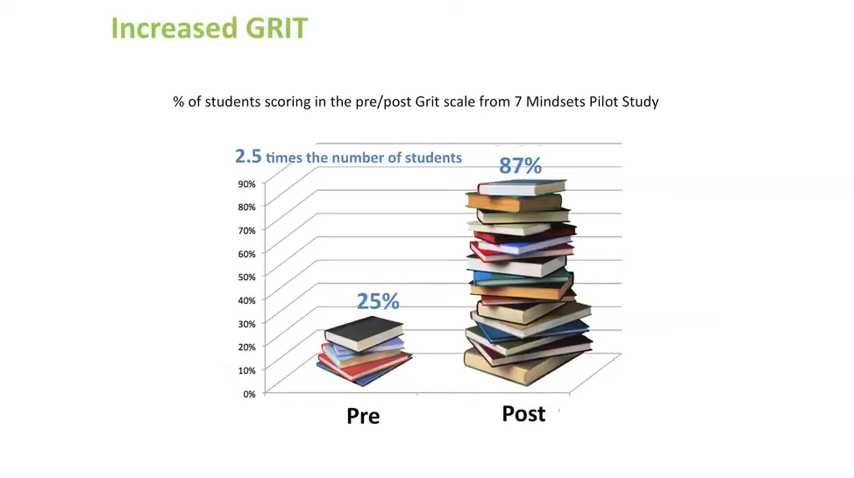 Increased GRIT
% of students scoring in the pre/post Grit scale from 7 Mindsets Pilot Study
2.5 times the number of students
87%
90%
80%
70%
60%
50%
40%
25%
30%
20%
10%
0%
Pre
Post